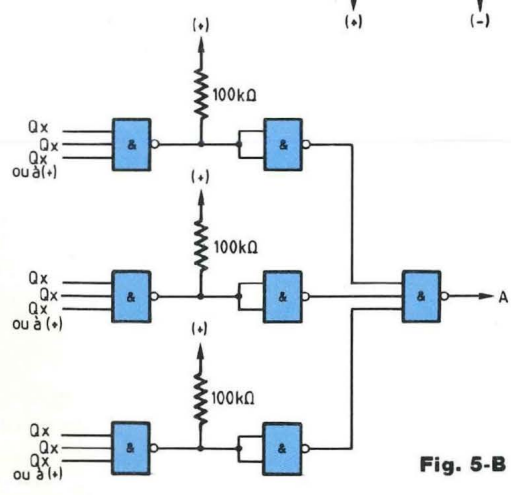 (+)
(-)
(+)
100kΩ
Qx
Qx
Qx
ou à (+)
&
&
(+)
100kΩ
Qx
Qx
Qx
ou à (+)
&
&
&
A
(+)
100kΩ
Qx
Qx
Qx
ou à (+)
&
&
Fig. 5-B